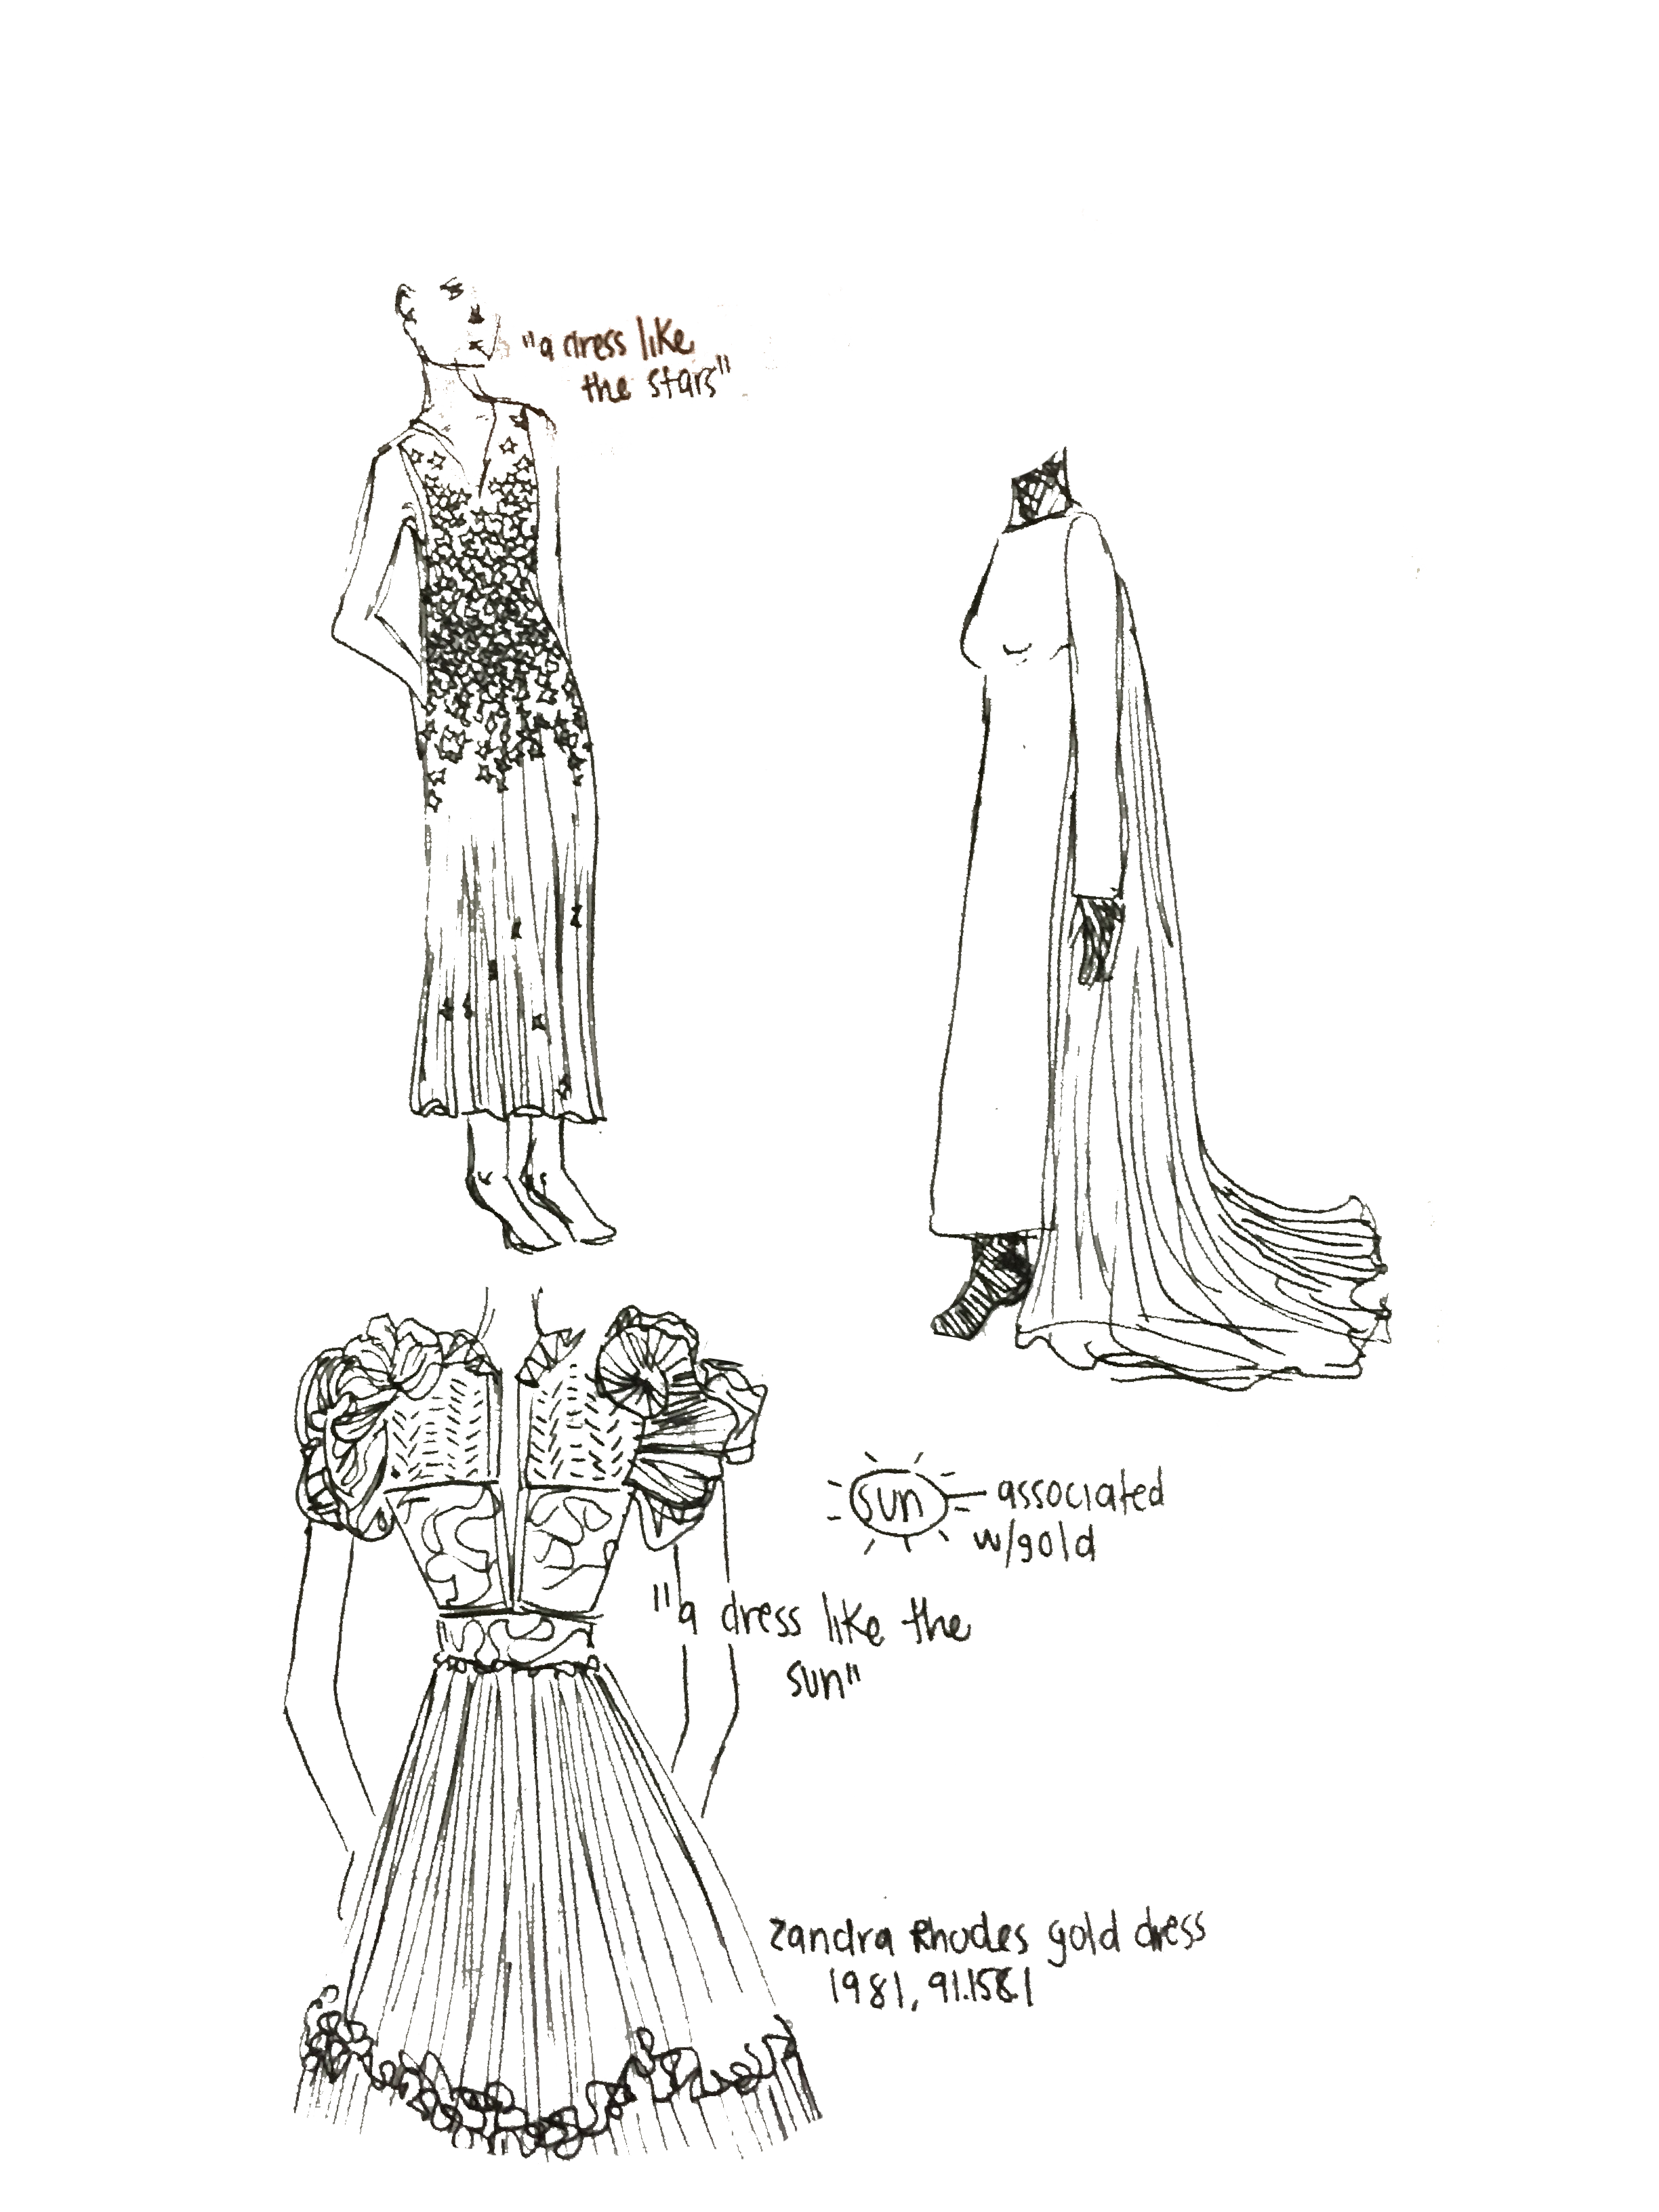 "a dress like
the stars"
sun — associated
w/gold
"a dress like the
sun"
Zandra Rhodes gold dress
1981, 91.158.1